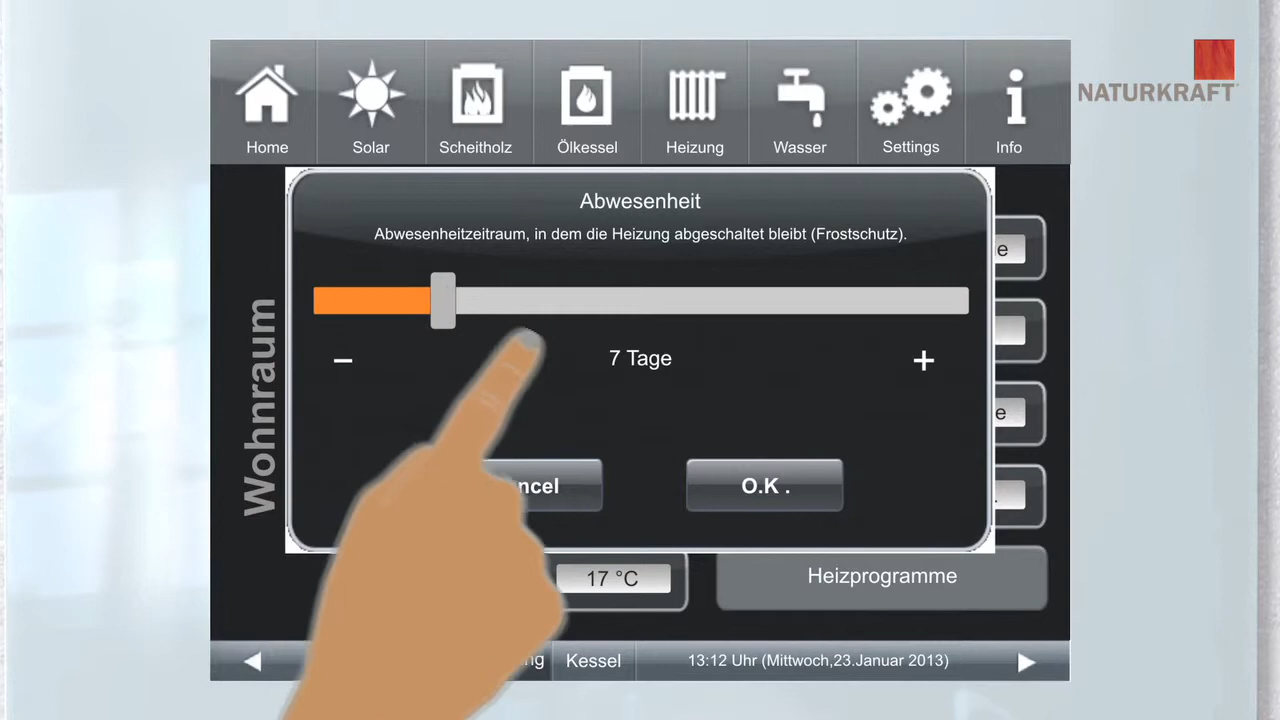 Home Solar Scheitholz Ölkessel Heizung Wasser Settings Info
NATURKRAFT
Abwesenheit
Abwesenheitzeitraum, in dem die Heizung abgeschaltet bleibt (Frostschutz).
Wohnraum
– 7 Tage +
O.K .
17 °C
Heizprogramme
Kessel
13:12 Uhr (Mittwoch,23.Januar 2013)